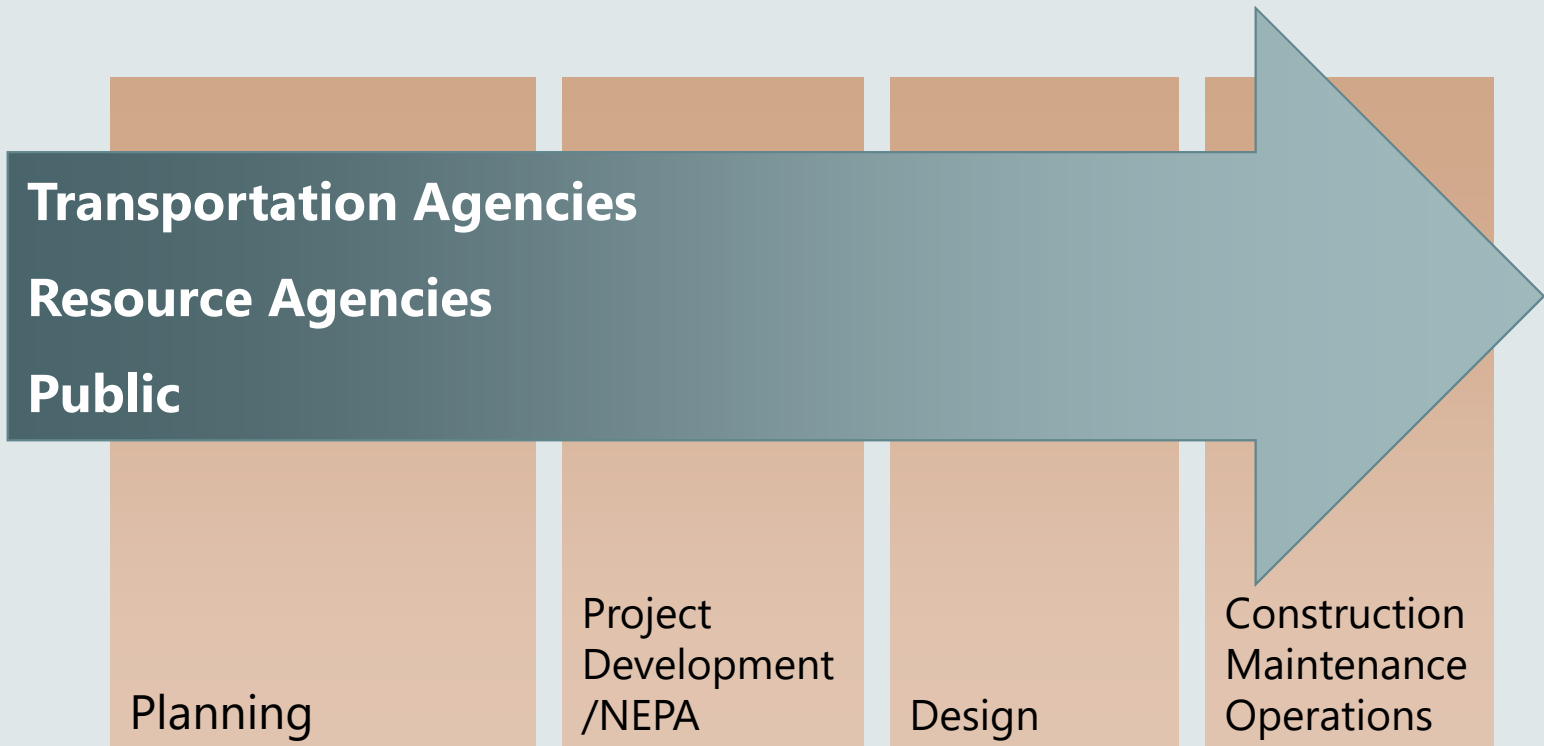 Transportation Agencies
Resource Agencies
Public
Planning
Project
Development
/NEPA
Design
Construction
Maintenance
Operations